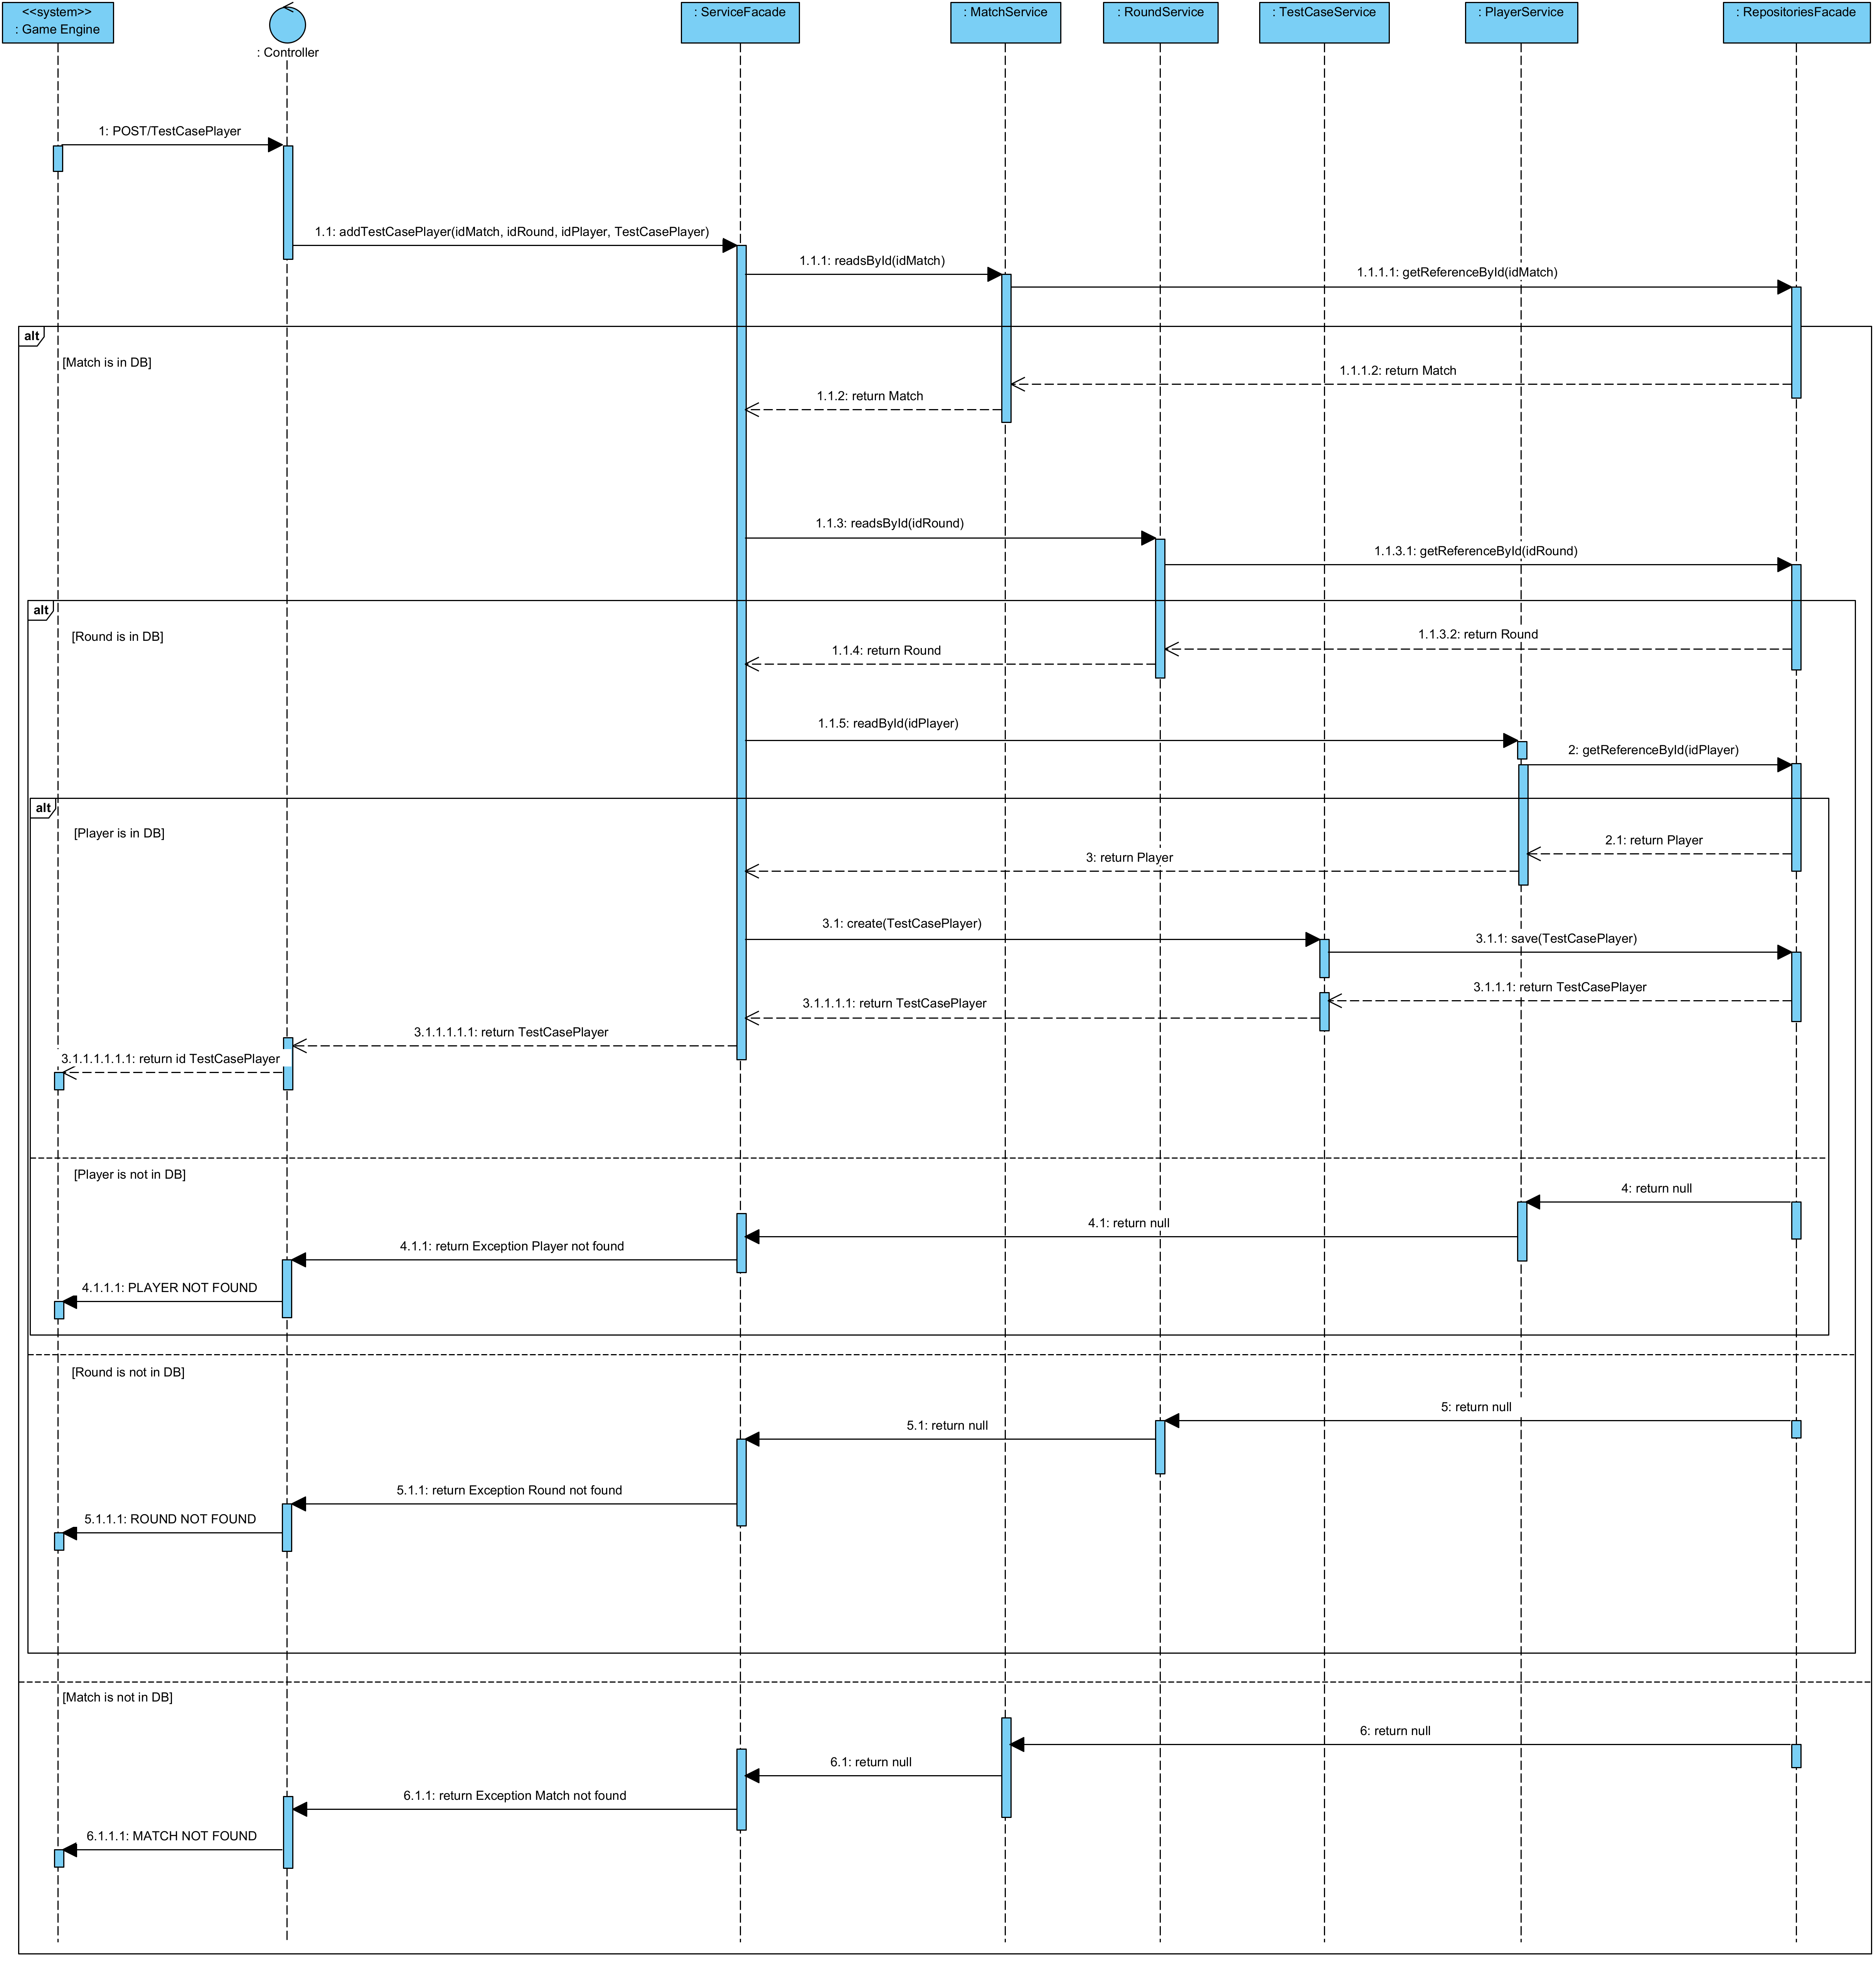 <<system>>
: Game Engine
: Controller
: ServiceFacade
: MatchService
: RoundService
: TestCaseService
: PlayerService
: RepositoriesFacade
1: POST/TestCasePlayer
1.1: addTestCasePlayer(idMatch, idRound, idPlayer, TestCasePlayer)
1.1.1: readsById(idMatch)
1.1.1.1: getReferenceById(idMatch)
alt
[Match is in DB]
1.1.1.2: return Match
1.1.2: return Match
1.1.3: readsById(idRound)
1.1.3.1: getReferenceById(idRound)
alt
[Round is in DB]
1.1.3.2: return Round
1.1.4: return Round
1.1.5: readById(idPlayer)
2: getReferenceById(idPlayer)
alt
[Player is in DB]
2.1: return Player
3: return Player
3.1: create(TestCasePlayer)
3.1.1: save(TestCasePlayer)
3.1.1.1: return TestCasePlayer
3.1.1.1.1: return TestCasePlayer
3.1.1.1.1.1: return TestCasePlayer
3.1.1.1.1.1.1: return id TestCasePlayer
[Player is not in DB]
4: return null
4.1: return null
4.1.1: return Exception Player not found
4.1.1.1: PLAYER NOT FOUND
[Round is not in DB]
5: return null
5.1: return null
5.1.1: return Exception Round not found
5.1.1.1: ROUND NOT FOUND
[Match is not in DB]
6: return null
6.1: return null
6.1.1: return Exception Match not found
6.1.1.1: MATCH NOT FOUND